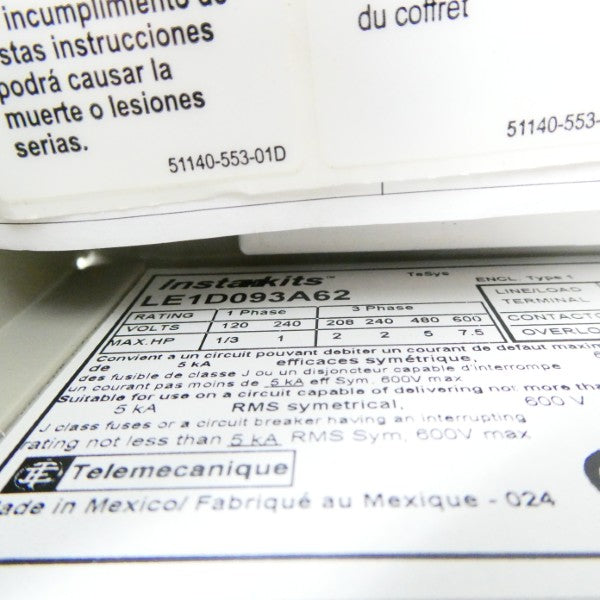 incumplimiento de
stas instrucciones
podrá causar la
muerte o lesiones
serias.
51140-553-01D
du coffret
51140-553-
Instarkits™
TeSys
ENCL. Type 1
LE1D093A62
LINE/LOAD
TERMINAL
CONTACTO
OVERLO
RATING 1 Phase 3 Phase
VOLTS 120 240 208 240 480 600
MAX.HP 1/3 1 2 2 5 7.5
Convient a un circuit pouvant debiter un courant de defaut maxim
de 5 kA efficaces symétrique,
des fusible de classe J ou un disjoncteur capable d'interrompe
un courant pas moins de 5 kA eff Sym, 600V max
Suitable for use on a circuit capable of delivering not more tha
5 kA RMS symetrical, 600 V
J class fuses or a circuit breaker having an interrupting
rating not less than 5 kA RMS Sym, 600V max
Telemecanique
ade in Mexico/ Fabriqué au Mexique - 024